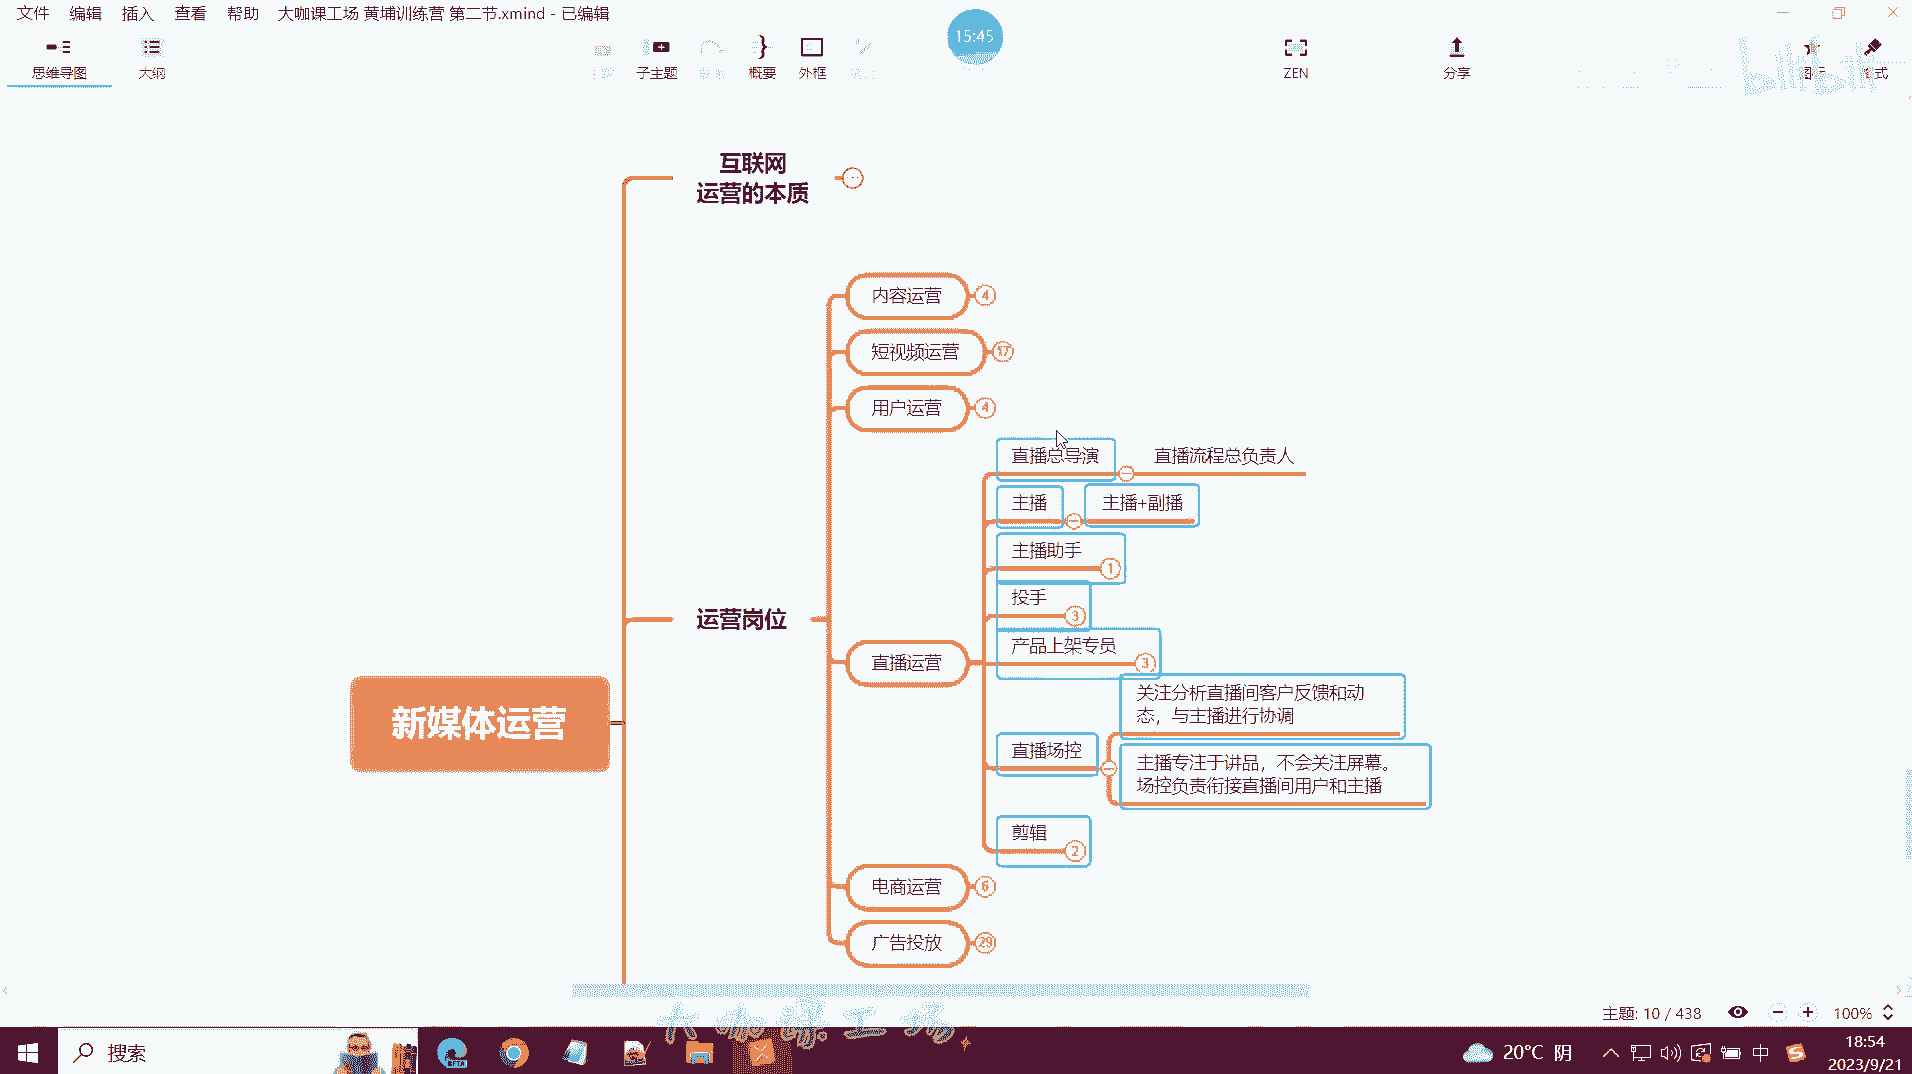 文件 编辑 插入 查看 帮助 大咖课工场 黄埔训练营 第二节.xmind - 已编辑
15:45
思维导图 大纲 子主题 概要 外框 ZEN 分享
bilibili
互联网
运营的本质
内容运营 4
短视频运营 17
用户运营 4
直播总导演 直播流程总负责人
主播 主播+副播
主播助手 1
投手 3
产品上架专员 3
运营岗位
直播运营
关注分析直播间客户反馈和动
态，与主播进行协调
直播场控
主播专注于讲品，不会关注屏幕。
场控负责衔接直播间用户和主播
新媒体运营
剪辑 2
电商运营 6
广告投放 29
主题: 10 / 438 100%
大咖课工场
搜索 20°C 阴 中 18:54
2023/9/21